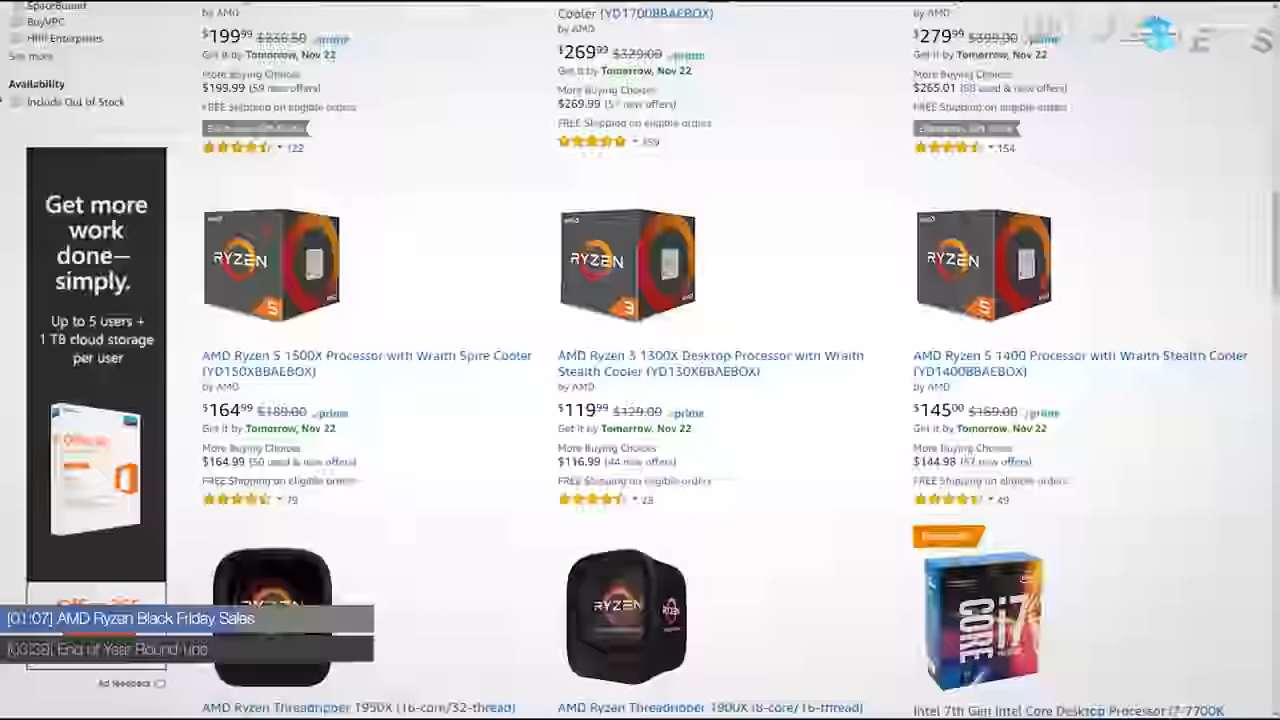 SpaceBound
BuyVPC
HRR Enterprises
See more
Availability
Include Out of Stock
Get more
work
done—
simply.
Up to 5 users +
1 TB cloud storage
per user
Ad feedback
by AMD
$199.99 prime
Get it by Tomorrow, Nov 22
More Buying Choices
$199.99 (59 new offers)
FREE Shipping on eligible orders
122
Cooler (YD1700BBAEBOX)
by AMD
$269.99 $329.00 prime
Get it by Tomorrow, Nov 22
More Buying Choices
$269.99 new offers)
FREE Shipping on eligible orders
359
by AMD
$279.99 $399.00 prime
Get it by Tomorrow, Nov 22
More Buying Choices
$265.01 used & new offers)
FREE Shipping on eligible orders
154
RYZEN
5
AMD Ryzen 5 1500X Processor with Wraith Spire Cooler
(YD150XBBAEBOX)
by AMD
$164.99 $189.00 prime
Get it by Tomorrow, Nov 22
More Buying Choices
$164.99 (50 used & new offers)
FREE Shipping on eligible orders
79
RYZEN
3
AMD Ryzen 3 1300X Desktop Processor with Wraith
Stealth Cooler (YD130XBBAEBOX)
by AMD
$119.99 $129.00 prime
Get it by Tomorrow, Nov 22
More Buying Choices
$116.99 (44 new offers)
FREE Shipping on eligible orders
23
RYZEN
5
AMD Ryzen 5 1400 Processor with Wraith Stealth Cooler
(YD1400BBAEBOX)
by AMD
$145.00 $169.00 prime
Get it by Tomorrow, Nov 22
More Buying Choices
$144.98 (57 new offers)
FREE Shipping on eligible orders
49
[01:07] AMD Ryzen Black Friday Sales
End of Year Round-Ups
AMD Ryzen Threadripper 1950X (16-core/32-thread)
RYZEN
AMD Ryzen Threadripper 1900X (8-core/16-thread)
CORE i7
Intel 7th Gen Intel Core Desktop Processor i7-7700K